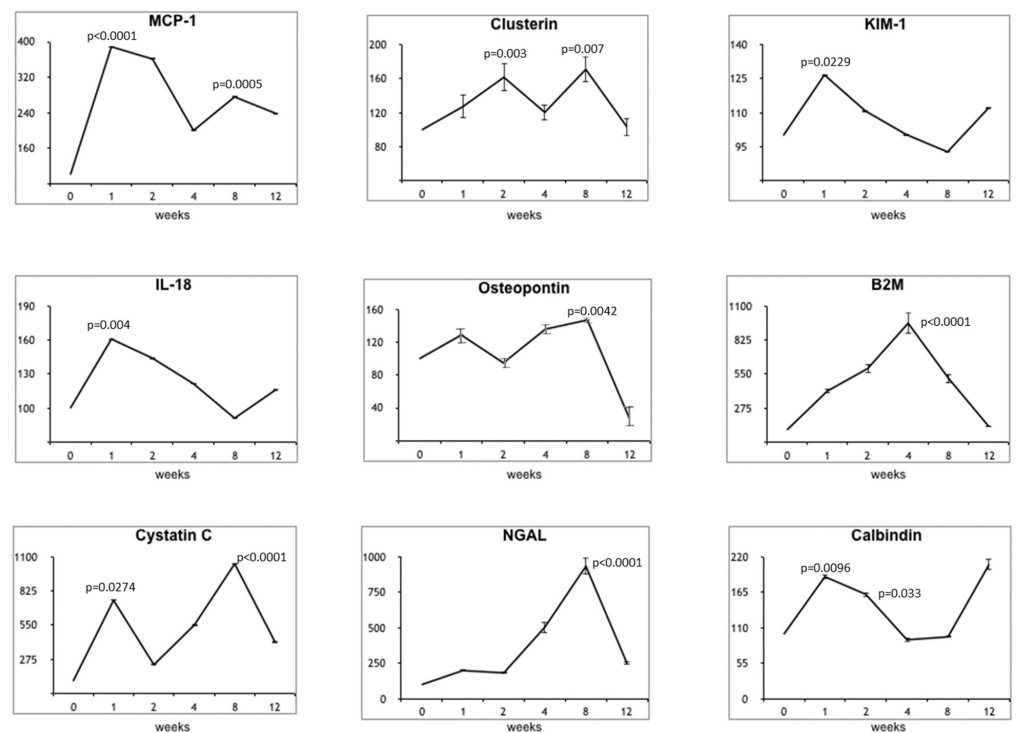 MCP-1
400
320
240
160
p<0.0001
p=0.0005
0 1 2 4 8 12
weeks
Clusterin
200
160
120
80
p=0.003
p=0.007
0 1 2 4 8 12
weeks
KIM-1
140
125
110
95
p=0.0229
0 1 2 4 8 12
weeks
IL-18
190
160
130
100
p=0.004
0 1 2 4 8 12
weeks
Osteopontin
160
120
80
40
p=0.0042
0 1 2 4 8 12
weeks
B2M
1100
825
550
275
p<0.0001
0 1 2 4 8 12
weeks
Cystatin C
1100
825
550
275
p=0.0274
p<0.0001
0 1 2 4 8 12
weeks
NGAL
1000
750
500
250
0
p<0.0001
0 1 2 4 8 12
weeks
Calbindin
220
165
110
55
0
p=0.0096
p=0.033
0 1 2 4 8 12
weeks